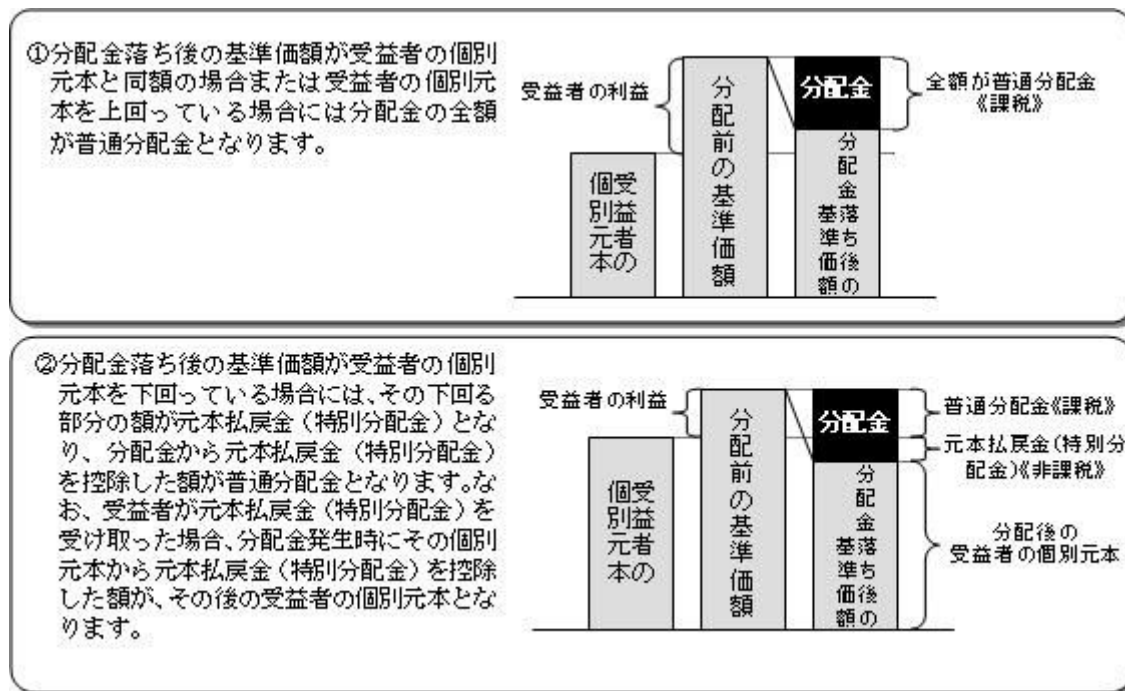 ①分配金落ち後の基準価額が受益者の個別
元本と同額の場合または受益者の個別元
本を上回っている場合には分配金の全額
が普通分配金となります。
受益者の利益
受益者の
個別元本
分配前の基準価額
分配金
分配金落ち後の
基準価額
全額が普通分配金
《課税》
②分配金落ち後の基準価額が受益者の個別
元本を下回っている場合には、その下回る
部分の額が元本払戻金（特別分配金）とな
り、分配金から元本払戻金（特別分配金）
を控除した額が普通分配金となります。な
お、受益者が元本払戻金（特別分配金）を
受け取った場合、分配金発生時にその個別
元本から元本払戻金（特別分配金）を控除
した額が、その後の受益者の個別元本とな
ります。
受益者の利益
受益者の
個別元本
分配前の基準価額
分配金
分配金落ち後の
基準価額
普通分配金《課税》
元本払戻金（特別分
配金）《非課税》
分配後の
受益者の個別元本